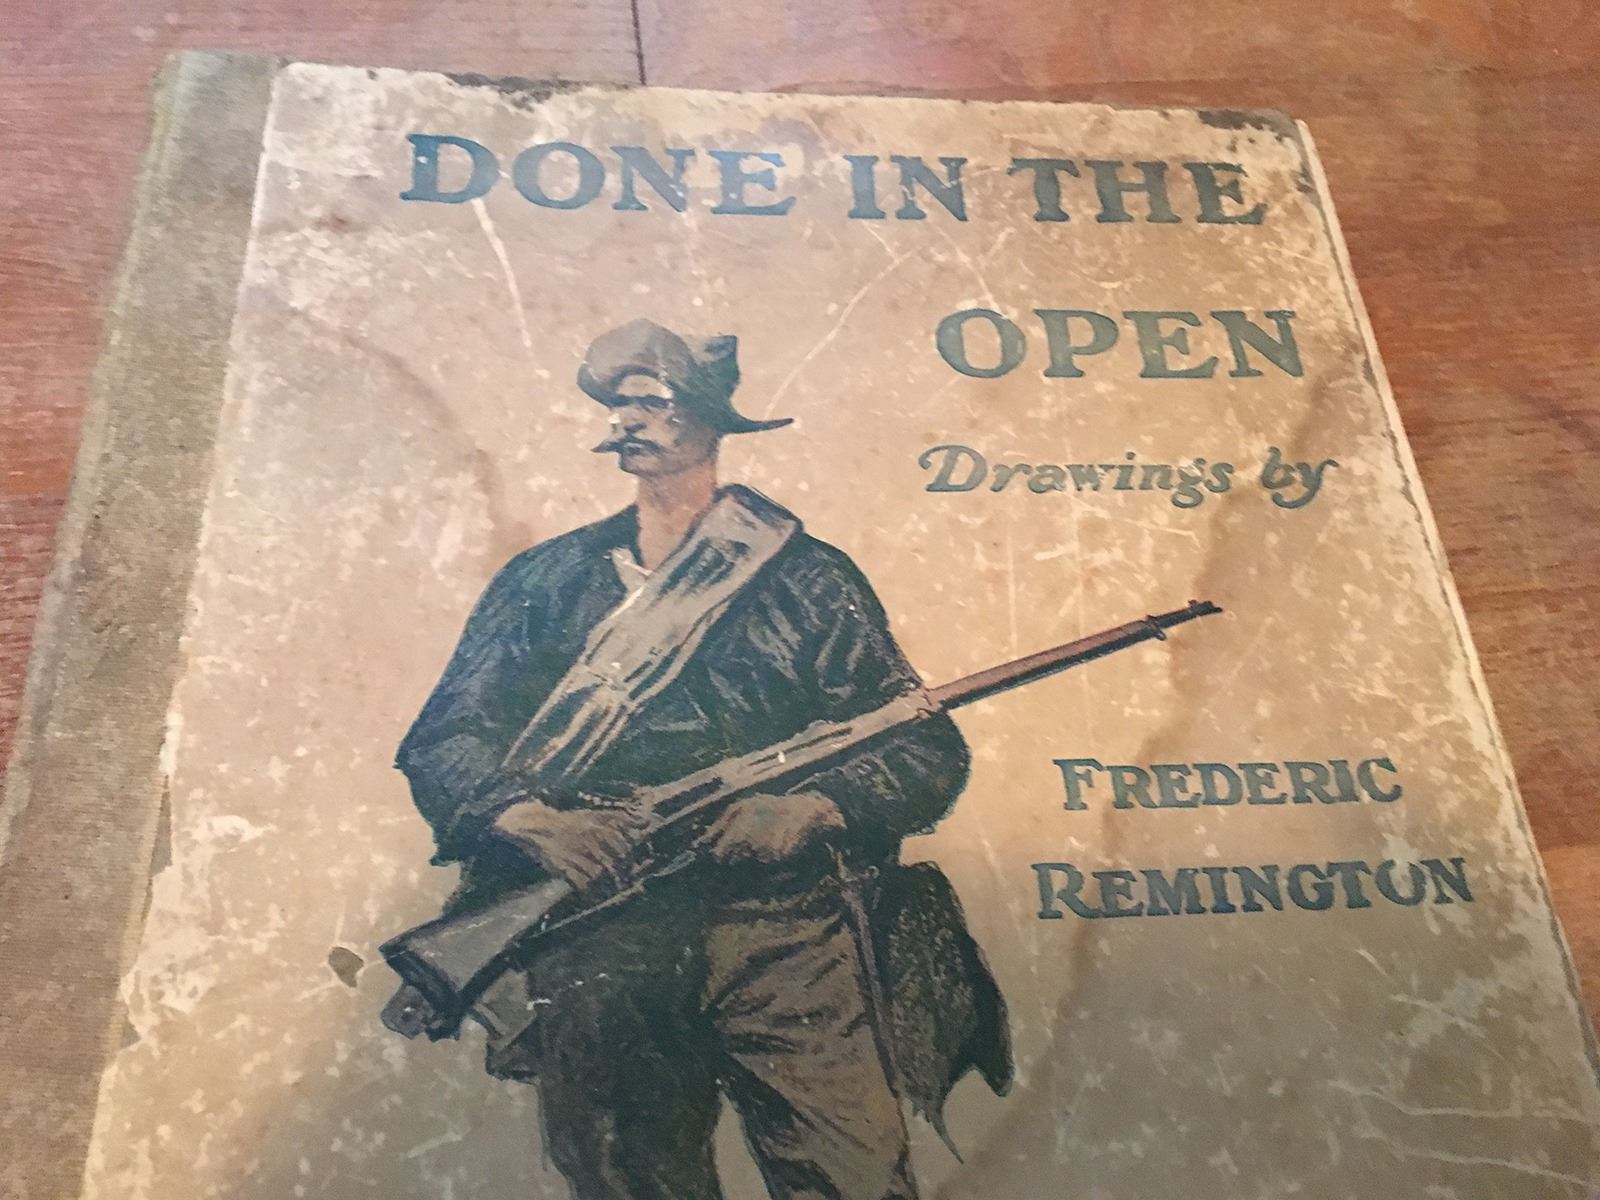 DONE IN THE
OPEN
Drawings by
FREDERIC
REMINGTON